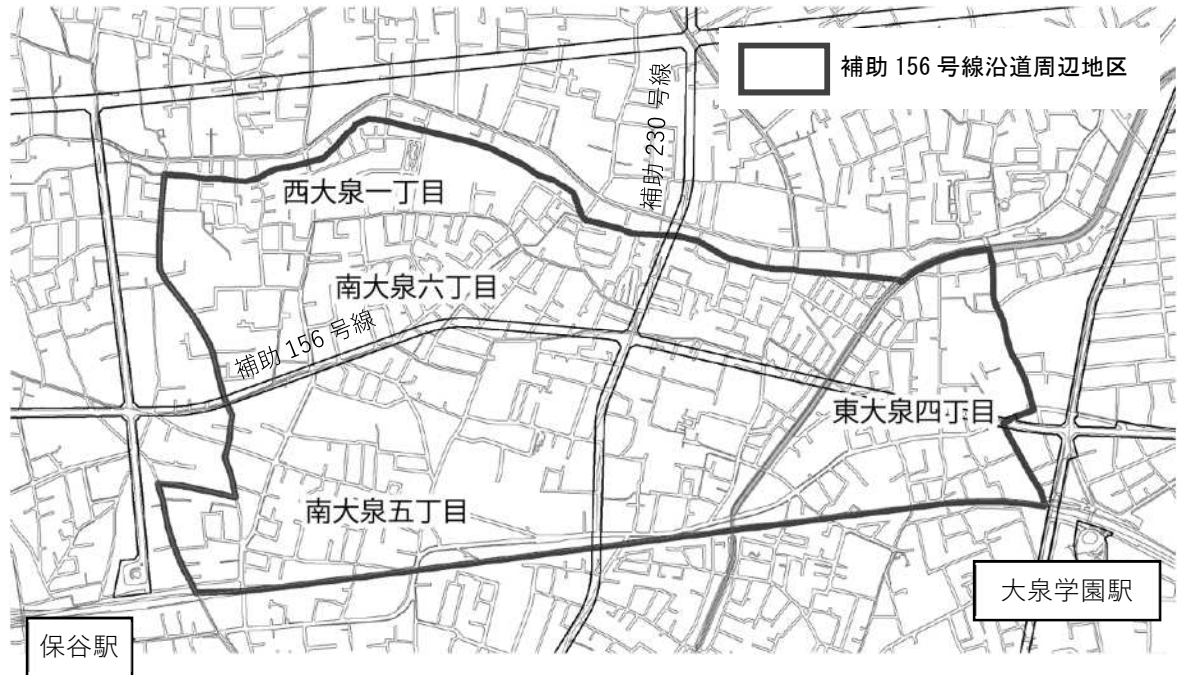 補助 156 号線沿道周辺地区
補助 230 号線
西大泉一丁目
南大泉六丁目
補助 156 号線
東大泉四丁目
南大泉五丁目
大泉学園駅
保谷駅